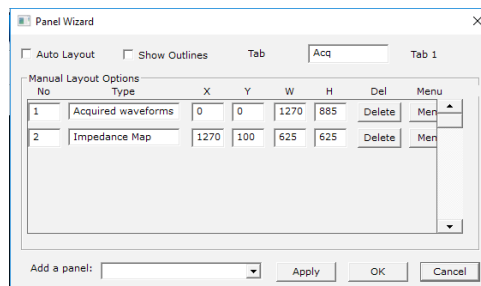 Panel Wizard
Auto Layout Show Outlines Tab Acq Tab 1
Manual Layout Options
No Type X Y W H Del Menu
1 Acquired waveforms 0 0 1270 885 Delete Men
2 Impedance Map 1270 100 625 625 Delete Men
Add a panel: Apply OK Cancel